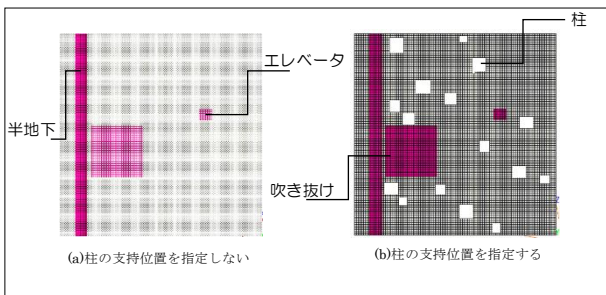 柱
エレベータ
半地下
吹き抜け
(a)柱の支持位置を指定しない
(b)柱の支持位置を指定する